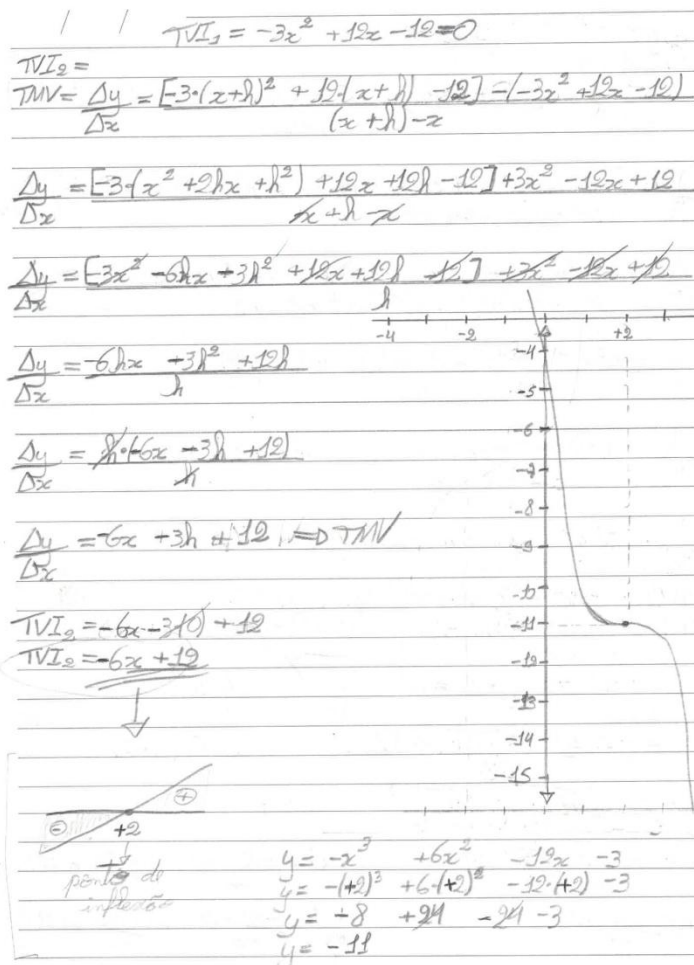 / /
TVI₁ = -3x² + 12x - 12 = 0
TVI₂ =
TMV = Δy/Δx = [-3·(x+h)² + 12·(x+h) - 12] - (-3x² + 12x - 12) / (x+h) - x
Δy/Δx = [-3·(x² + 2hx + h²) + 12x + 12h - 12] + 3x² - 12x + 12 / x + h - x
Δy/Δx = [-3x² - 6hx - 3h² + 12x + 12h - 12] + 3x² - 12x + 12 / h
Δy/Δx = -6hx - 3h² + 12h / h
Δy/Δx = h·(-6x - 3h + 12) / h
Δy/Δx = -6x - 3h + 12 => TMV
TVI₂ = -6x - 3(0) + 12
TVI₂ = -6x + 12
-4 -2 0 +2
-4
-5
-6
-7
-8
-9
-10
-11
-12
-13
-14
-15
- +
+2
ponto de
inflexão
y = -x³ + 6x² - 12x - 3
y = -(+2)³ + 6·(+2)² - 12·(+2) - 3
y = -8 + 24 - 24 - 3
y = -11